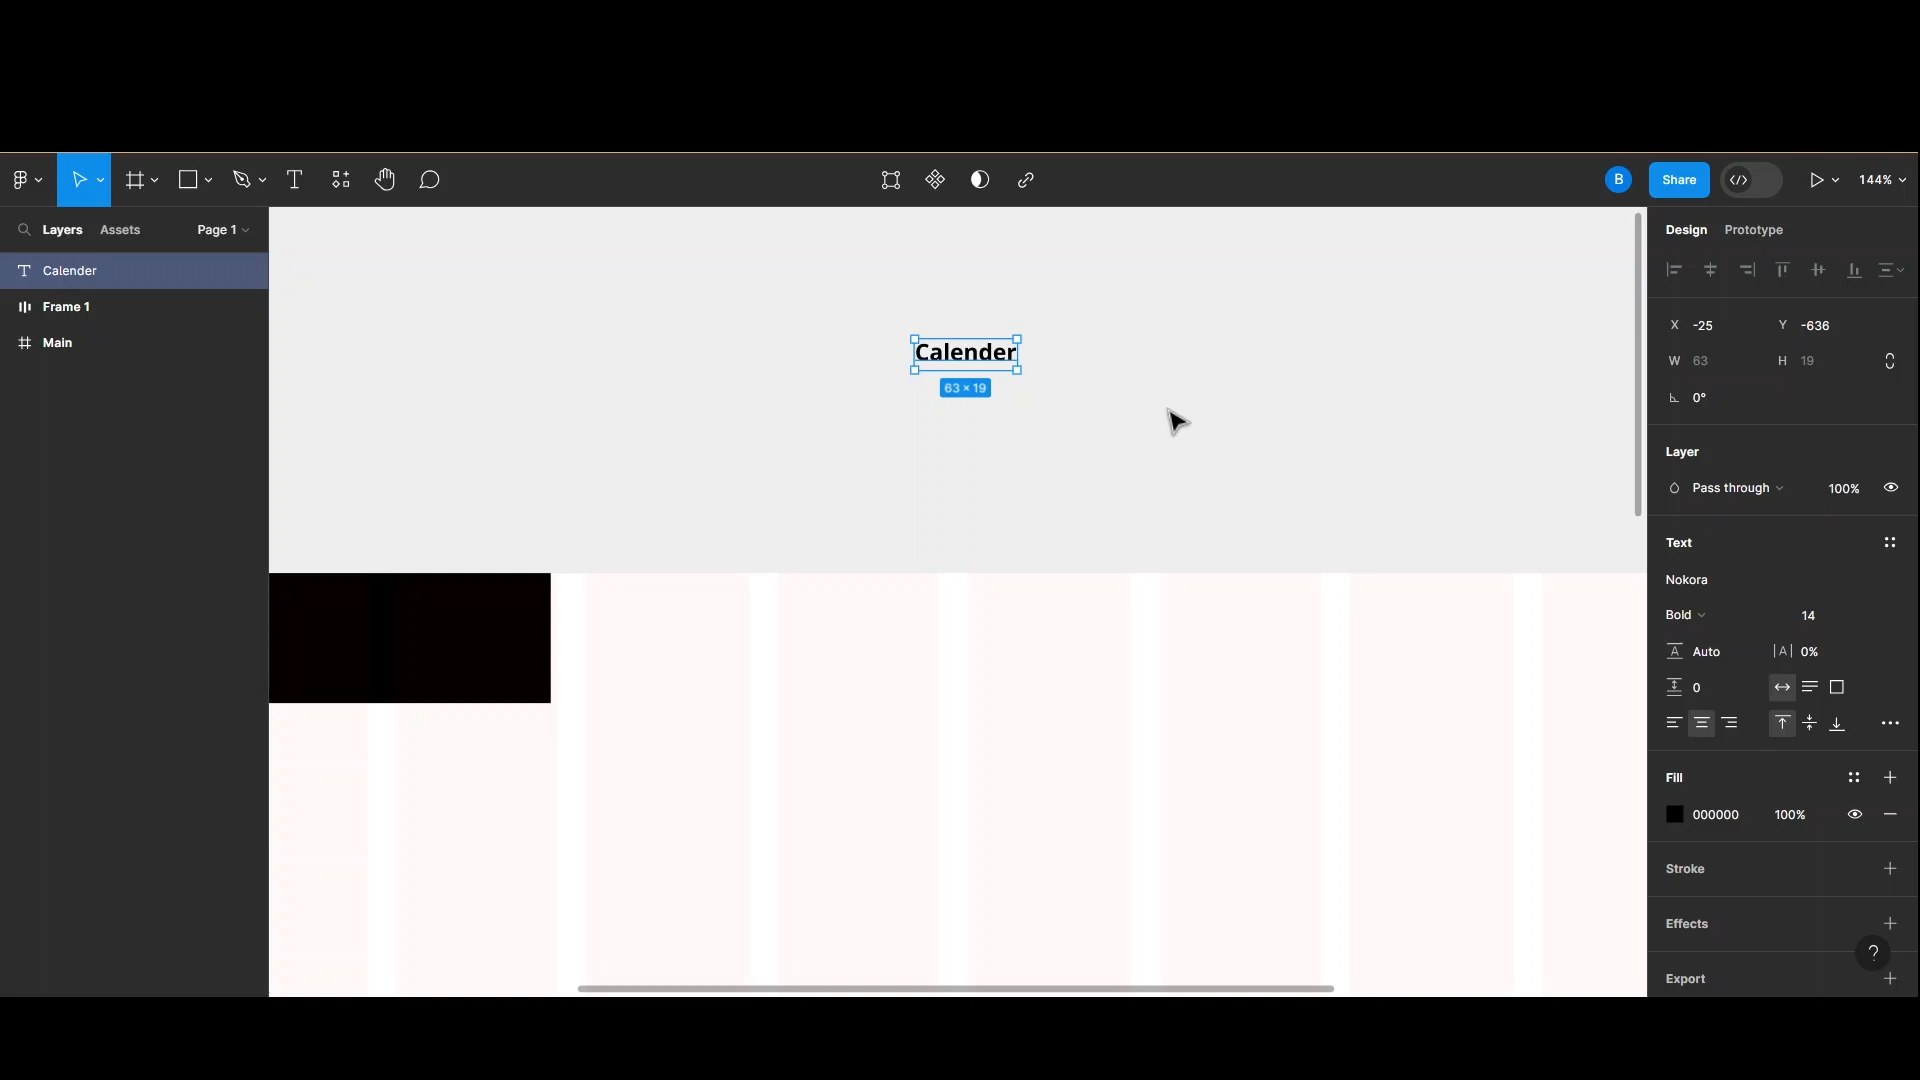 B
Share
144%
Layers
Assets
Page 1
Design
Prototype
Calender
Frame 1
Main
X -25
Y -636
Calender
W 63
H 19
63 × 19
0°
Layer
Pass through
100%
Text
Nokora
Bold
14
A Auto
|A| 0%
0
Fill
000000
100%
Stroke
Effects
?
Export